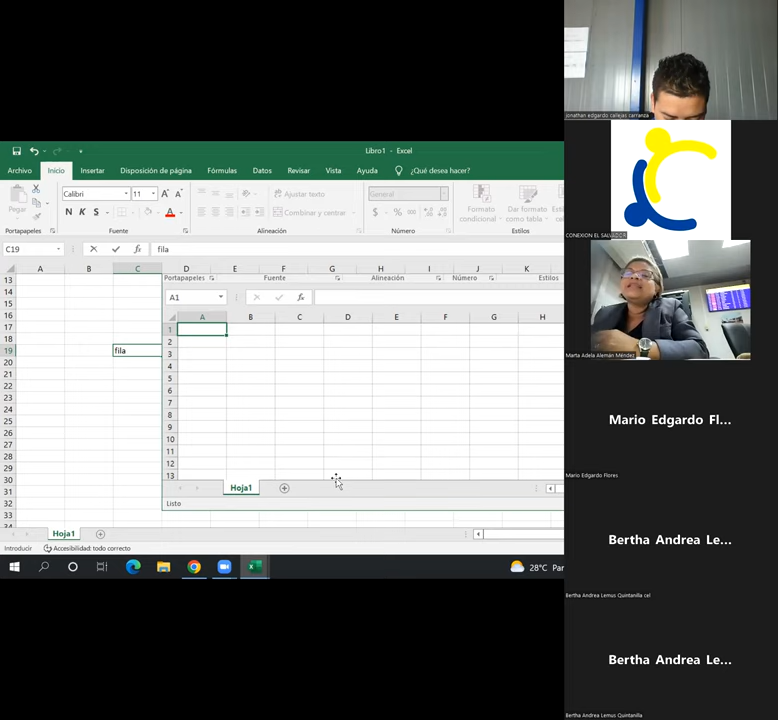 Libro1 - Excel
Archivo Inicio Insertar Disposición de página Fórmulas Datos Revisar Vista Ayuda ¿Qué desea hacer?
Pegar
Calibri 11
Ajustar texto
General
N K S
Combinar y centrar
$ % 000
Formato condicional
Dar formato como tabla
Estilos de celda
Portapapeles Fuente Alineación Número Estilos
C19 fx fila
A B C D E F G H I J K
Portapapeles Fuente Alineación Número Estilos
A1 fx
A B C D E F G H
13
14
15
16
17
18
19 fila
20
21
22
23
24
25
26
27
28
29
30
31
32
33
34
1
2
3
4
5
6
7
8
9
10
11
12
13
Hoja1
Listo
Hoja1
Introducir Accesibilidad: todo correcto
28°C Par
jonathan edgardo callejas carranza
CONEXION EL SALVADOR
Marta Adela Alemán Méndez
Mario Edgardo Fl...
Mario Edgardo Flores
Bertha Andrea Le...
Bertha Andrea Lemus Quintanilla cel
Bertha Andrea Le...
Bertha Andrea Lemus Quintanilla